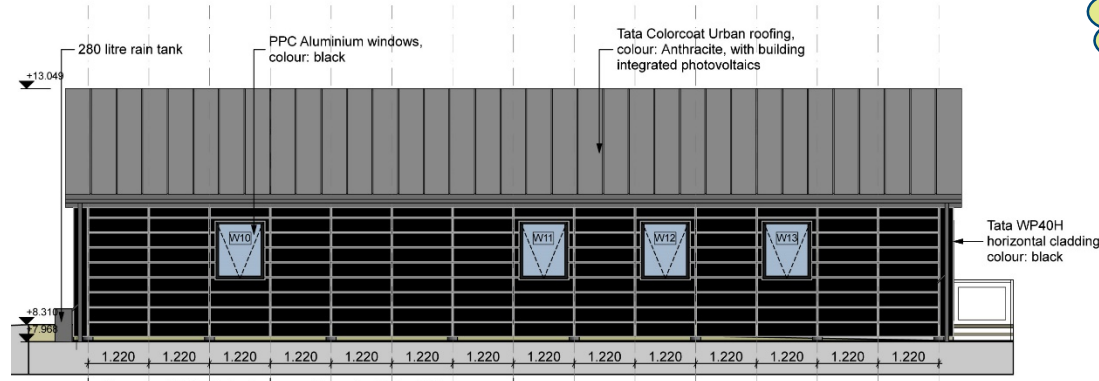 280 litre rain tank
PPC Aluminium windows,
colour: black
Tata Colorcoat Urban roofing,
colour: Anthracite, with building
integrated photovoltaics
+13.049
W10
W11
W12
W13
Tata WP40H
horizontal cladding
colour: black
+8.310
+7.968
1.220 1.220 1.220 1.220 1.220 1.220 1.220 1.220 1.220 1.220 1.220 1.220 1.220 1.220